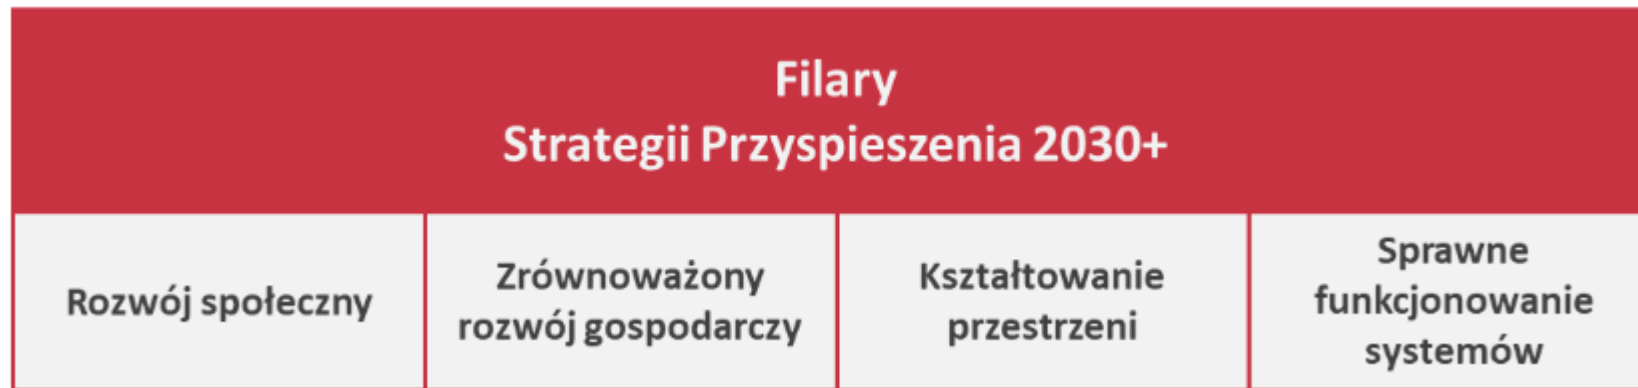 Filary
Strategii Przyspieszenia 2030+
Rozwój społeczny
Zrównoważony
rozwój gospodarczy
Kształtowanie
przestrzeni
Sprawne
funkcjonowanie
systemów